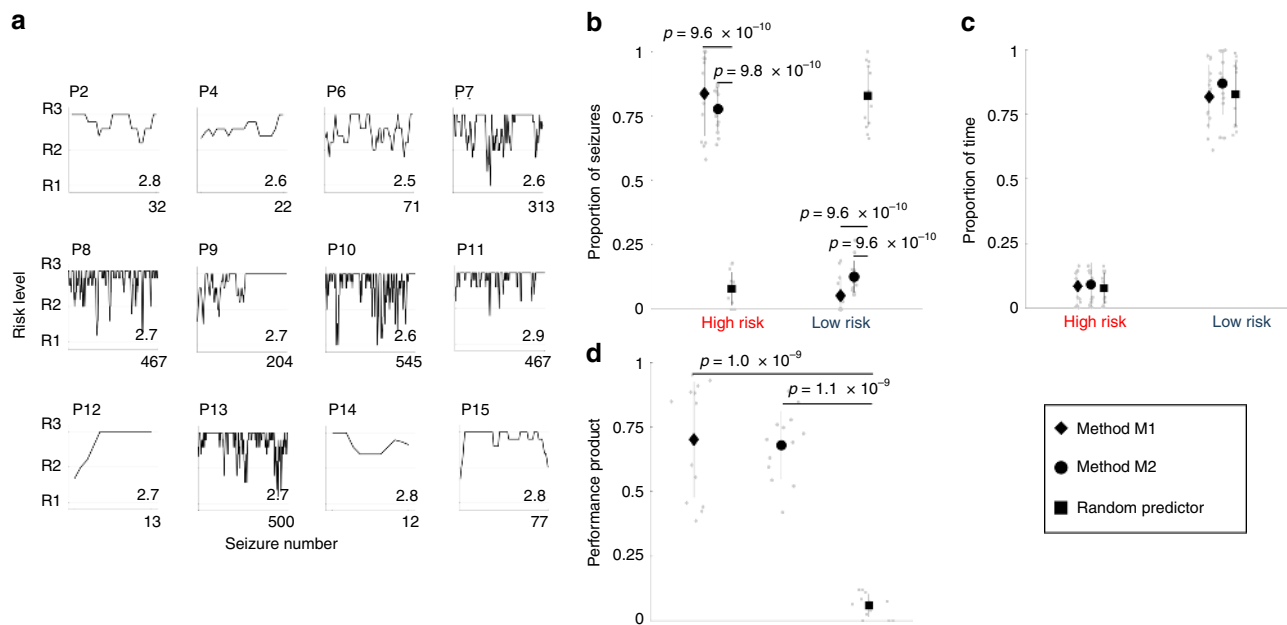 a
P2 P4 P6 P7
R3
R2
R1
2.8 2.6 2.5 2.6
32 22 71 313
P8 P9 P10 P11
R3
R2
R1
2.7 2.7 2.6 2.9
467 204 545 467
P12 P13 P14 P15
R3
R2
R1
2.7 2.7 2.8 2.8
13 500 12 77
Risk level
Seizure number
b
p = 9.6 × 10⁻¹⁰
p = 9.8 × 10⁻¹⁰
1
0.75
0.5
0.25
0
Proportion of seizures
p = 9.6 × 10⁻¹⁰
p = 9.6 × 10⁻¹⁰
High risk Low risk
c
1
0.75
0.5
0.25
0
Proportion of time
High risk Low risk
d
p = 1.0 × 10⁻⁹
p = 1.1 × 10⁻⁹
1
0.75
0.5
0.25
0
Performance product
Method M1
Method M2
Random predictor